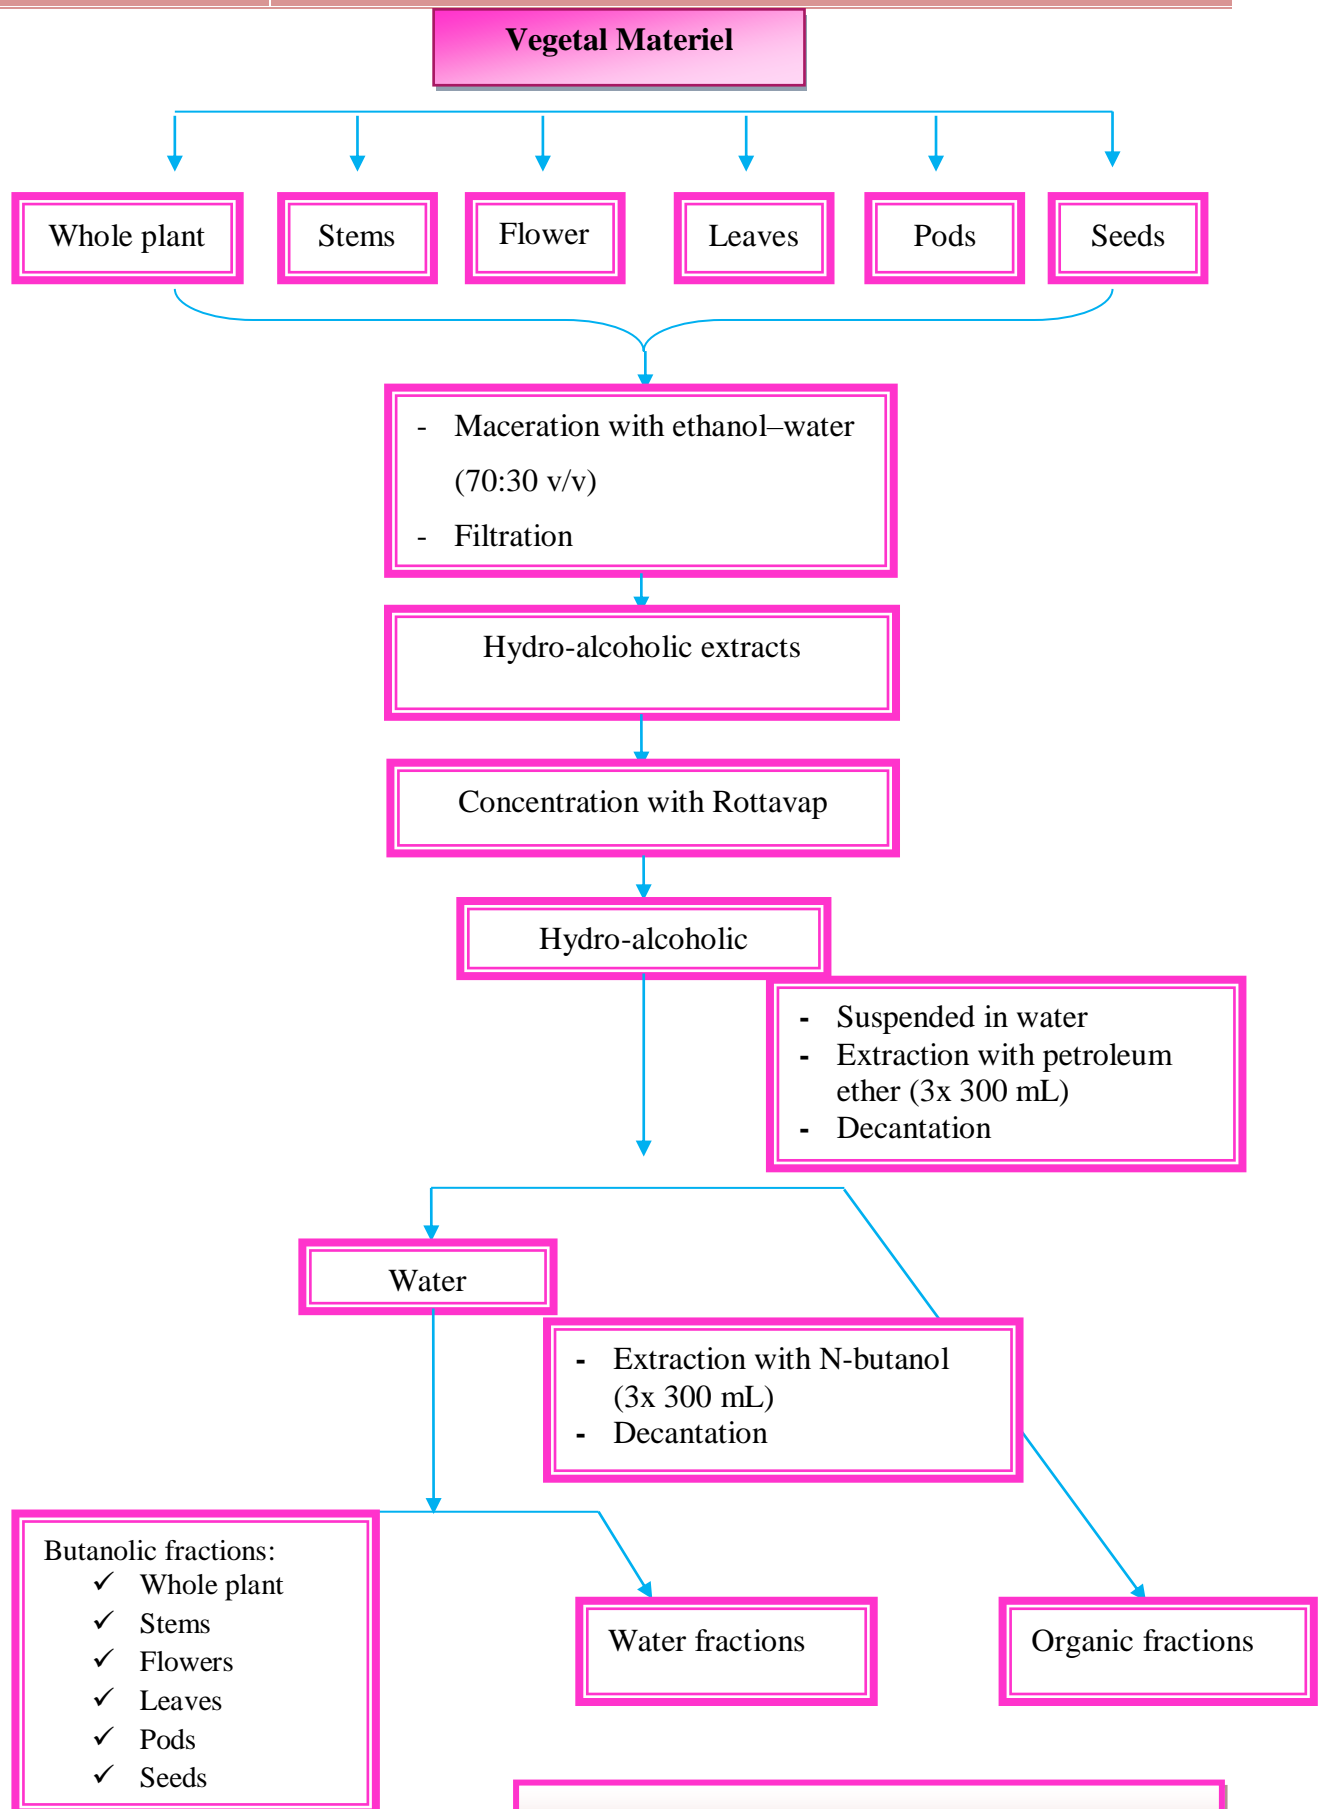 Vegetal Materiel
Whole plant
Stems
Flower
Leaves
Pods
Seeds
- Maceration with ethanol–water
(70:30 v/v)
- Filtration
Hydro-alcoholic extracts
Concentration with Rottavap
Hydro-alcoholic
- Suspended in water
- Extraction with petroleum
ether (3x 300 mL)
- Decantation
Water
- Extraction with N-butanol
(3x 300 mL)
- Decantation
Butanolic fractions:
✓ Whole plant
✓ Stems
✓ Flowers
✓ Leaves
✓ Pods
✓ Seeds
Water fractions
Organic fractions